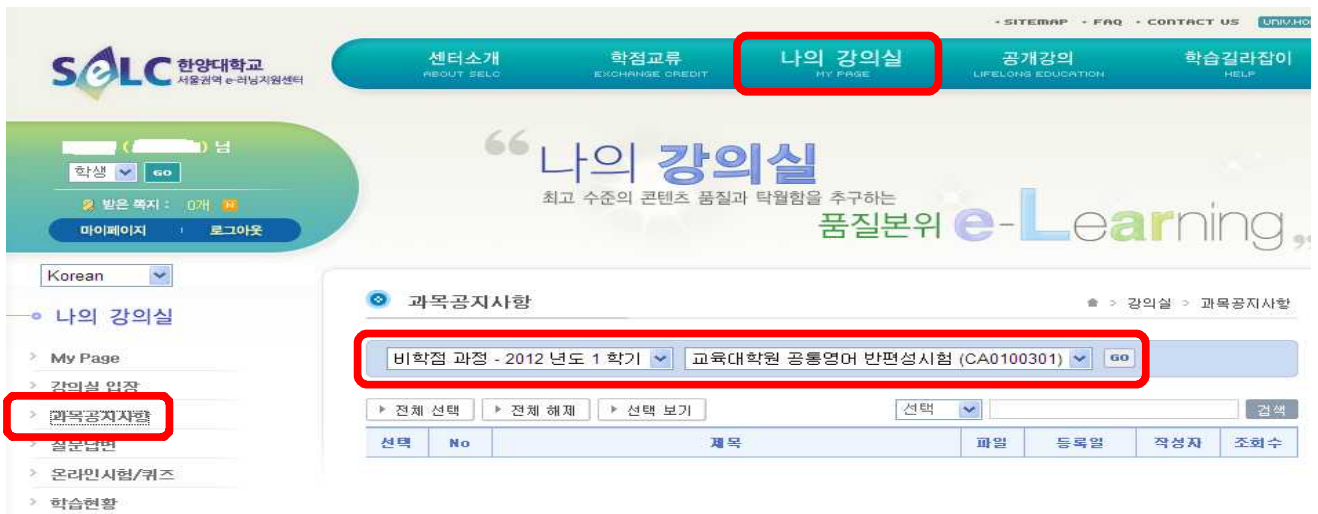 SITEMAP FAQ CONTACT US UNIV.HO
SELC 한양대학교
서울권역 e-러닝지원센터
센터소개 학점교류 나의 강의실 공개강의 학습길라잡이
ABOUT SELC EXCHANGE CREDIT MY PAGE LIFELONG EDUCATION HELP
( ) 님
학생 GO
받은 쪽지 : 0개
마이페이지 로그아웃
“나의 강의실
최고 수준의 콘텐츠 품질과 탁월함을 추구하는
품질본위 e-Learning„
Korean
나의 강의실
My Page
강의실 입장
과목공지사항
질문답변
온라인시험/퀴즈
학습현황
과목공지사항
> 강의실 > 과목공지사항
비학점 과정 - 2012 년도 1 학기 교육대학원 공통영어 반편성시험 (CA0100301) GO
전체 선택 전체 해제 선택 보기 선택 검색
선택 No 제목 파일 등록일 작성자 조회수